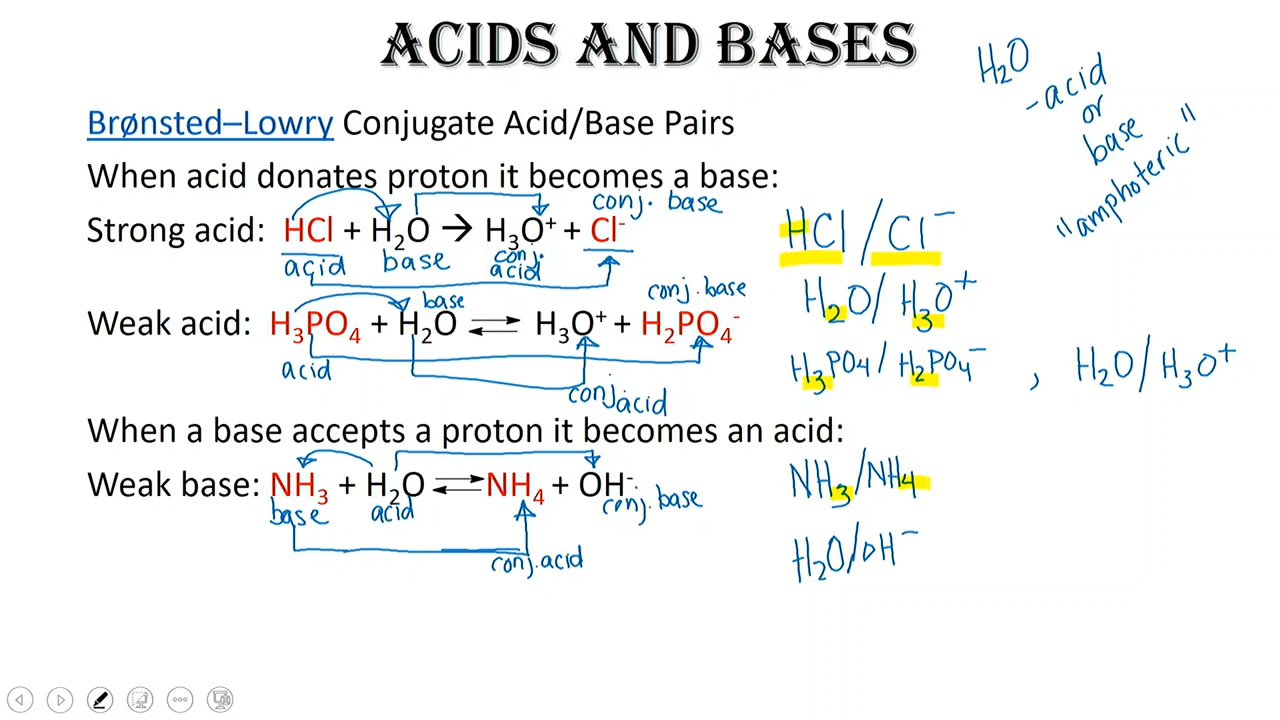 ACIDS AND BASES
H₂O
- acid
or
base
"amphoteric"
Brønsted–Lowry Conjugate Acid/Base Pairs
When acid donates proton it becomes a base:
conj. base
Strong acid: HCl + H₂O → H₃O⁺ + Cl⁻
acid base conj. acid
HCl / Cl⁻
H₂O / H₃O⁺
base conj. base
Weak acid: H₃PO₄ + H₂O ⇌ H₃O⁺ + H₂PO₄⁻
acid conj acid
H₃PO₄ / H₂PO₄⁻ , H₂O / H₃O⁺
When a base accepts a proton it becomes an acid:
Weak base: NH₃ + H₂O ⇌ NH₄ + OH⁻
base acid conj. base
conj. acid
NH₃/NH₄
H₂O/OH⁻